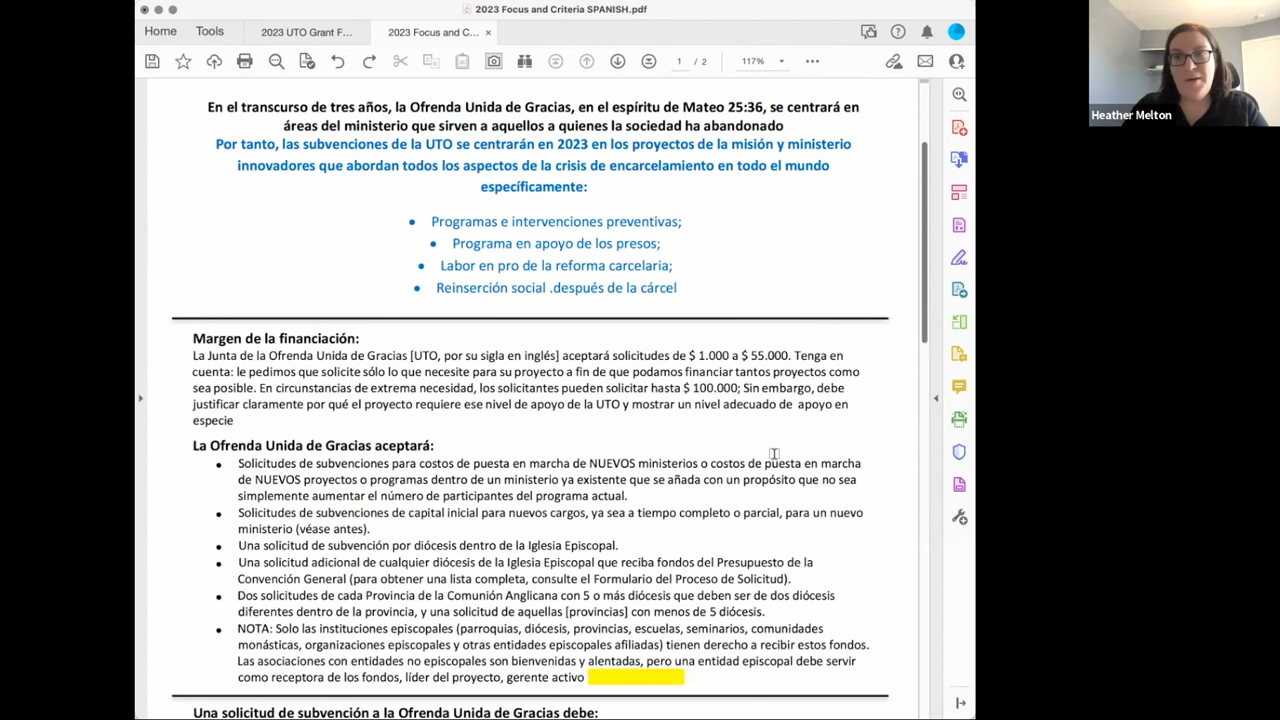 2023 Focus and Criteria SPANISH.pdf
Home
Tools
2023 UTO Grant F...
2023 Focus and C... ×
1 / 2
117%
En el transcurso de tres años, la Ofrenda Unida de Gracias, en el espíritu de Mateo 25:36, se centrará en
áreas del ministerio que sirven a aquellos a quienes la sociedad ha abandonado
Por tanto, las subvenciones de la UTO se centrarán en 2023 en los proyectos de la misión y ministerio
innovadores que abordan todos los aspectos de la crisis de encarcelamiento en todo el mundo
específicamente:
• Programas e intervenciones preventivas;
• Programa en apoyo de los presos;
• Labor en pro de la reforma carcelaria;
• Reinserción social .después de la cárcel
Margen de la financiación:
La Junta de la Ofrenda Unida de Gracias [UTO, por su sigla en inglés] aceptará solicitudes de $ 1.000 a $ 55.000. Tenga en
cuenta: le pedimos que solicite sólo lo que necesite para su proyecto a fin de que podamos financiar tantos proyectos como
sea posible. En circunstancias de extrema necesidad, los solicitantes pueden solicitar hasta $ 100.000; Sin embargo, debe
justificar claramente por qué el proyecto requiere ese nivel de apoyo de la UTO y mostrar un nivel adecuado de apoyo en
especie
La Ofrenda Unida de Gracias aceptará:
• Solicitudes de subvenciones para costos de puesta en marcha de NUEVOS ministerios o costos de puesta en marcha
de NUEVOS proyectos o programas dentro de un ministerio ya existente que se añada con un propósito que no sea
simplemente aumentar el número de participantes del programa actual.
• Solicitudes de subvenciones de capital inicial para nuevos cargos, ya sea a tiempo completo o parcial, para un nuevo
ministerio (véase antes).
• Una solicitud de subvención por diócesis dentro de la Iglesia Episcopal.
• Una solicitud adicional de cualquier diócesis de la Iglesia Episcopal que reciba fondos del Presupuesto de la
Convención General (para obtener una lista completa, consulte el Formulario del Proceso de Solicitud).
• Dos solicitudes de cada Provincia de la Comunión Anglicana con 5 o más diócesis que deben ser de dos diócesis
diferentes dentro de la provincia, y una solicitud de aquellas [provincias] con menos de 5 diócesis.
• NOTA: Solo las instituciones episcopales (parroquias, diócesis, provincias, escuelas, seminarios, comunidades
monásticas, organizaciones episcopales y otras entidades episcopales afiliadas) tienen derecho a recibir estos fondos.
Las asociaciones con entidades no episcopales son bienvenidas y alentadas, pero una entidad episcopal debe servir
como receptora de los fondos, líder del proyecto, gerente activo
Una solicitud de subvención a la Ofrenda Unida de Gracias debe:
Heather Melton